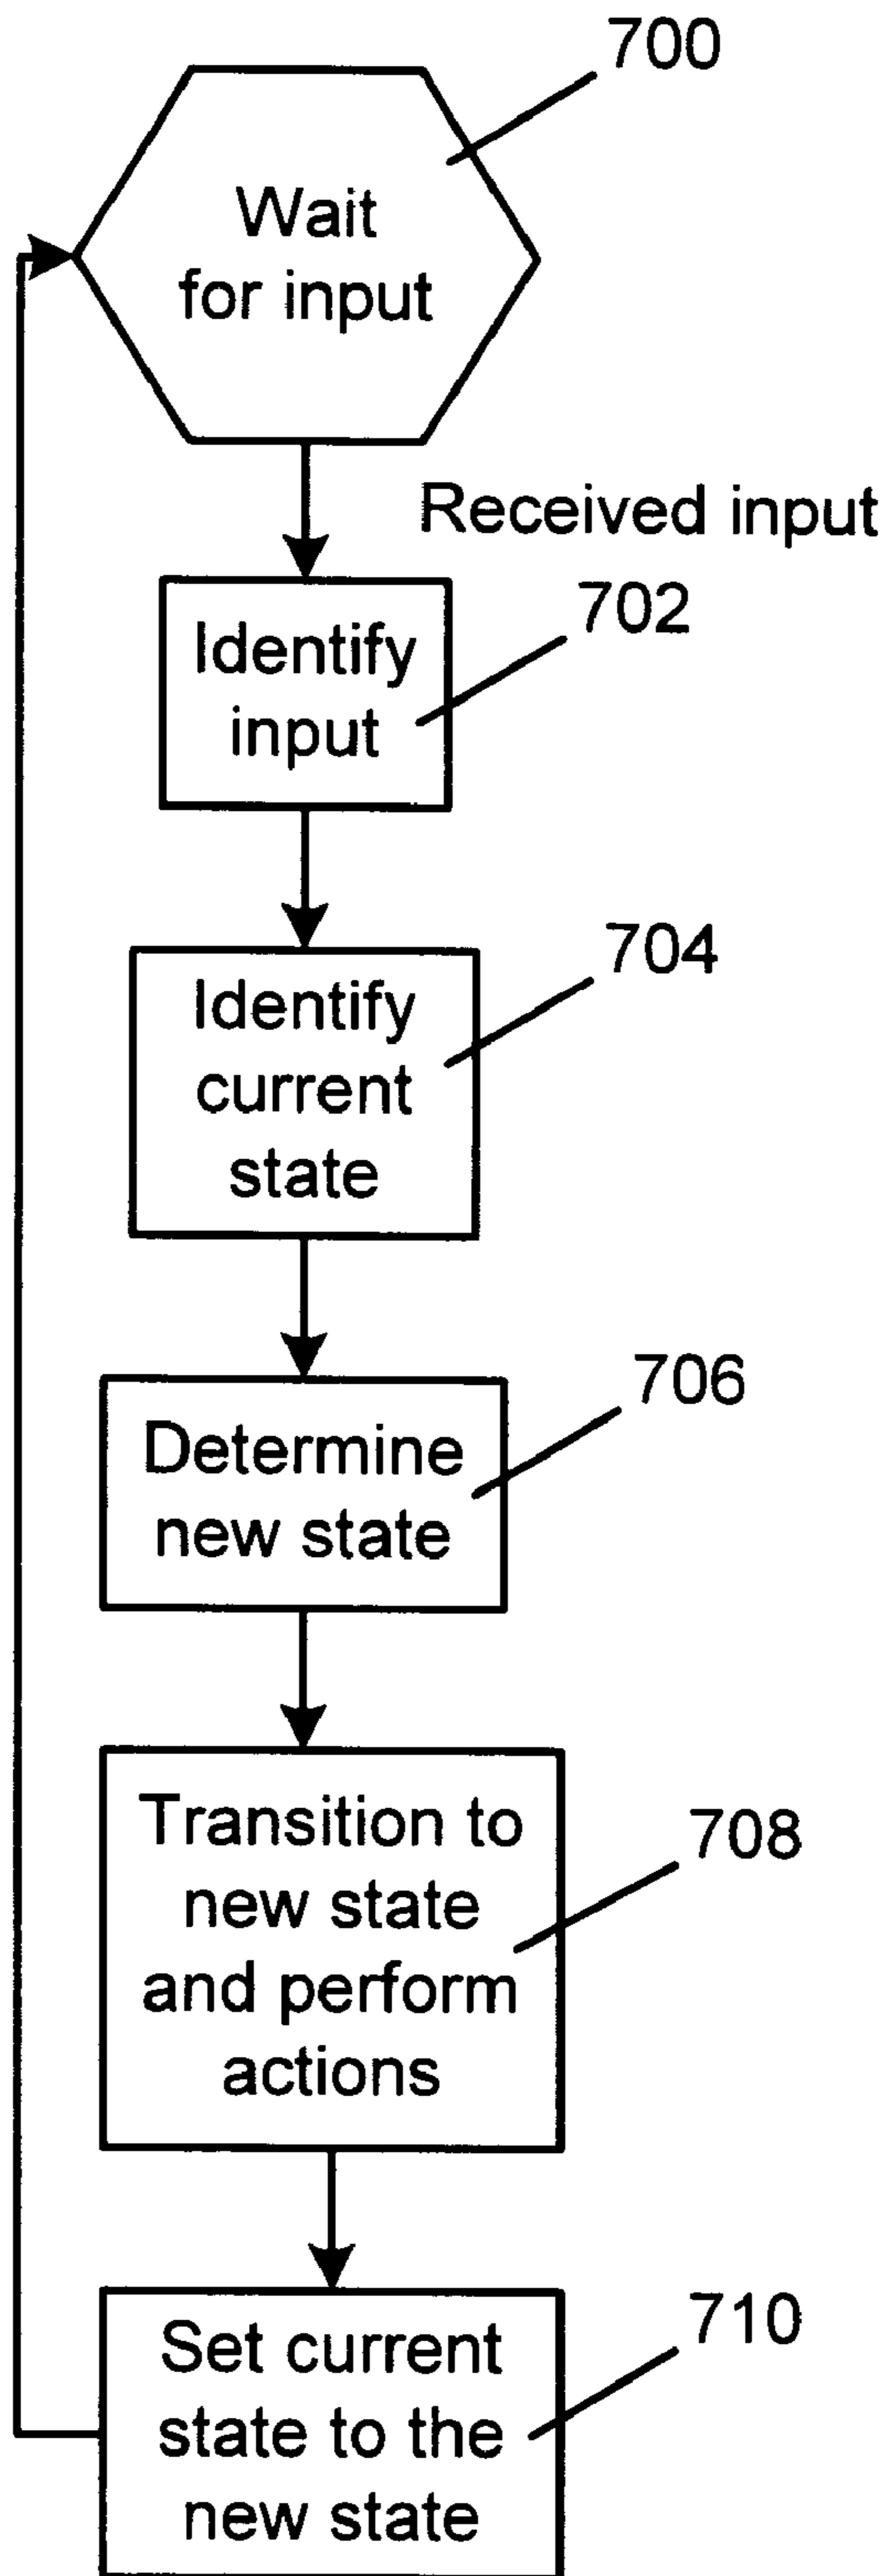 700
Wait
for input
Received input
702
Identify
input
704
Identify
current
state
706
Determine
new state
708
Transition to
new state
and perform
actions
710
Set current
state to the
new state